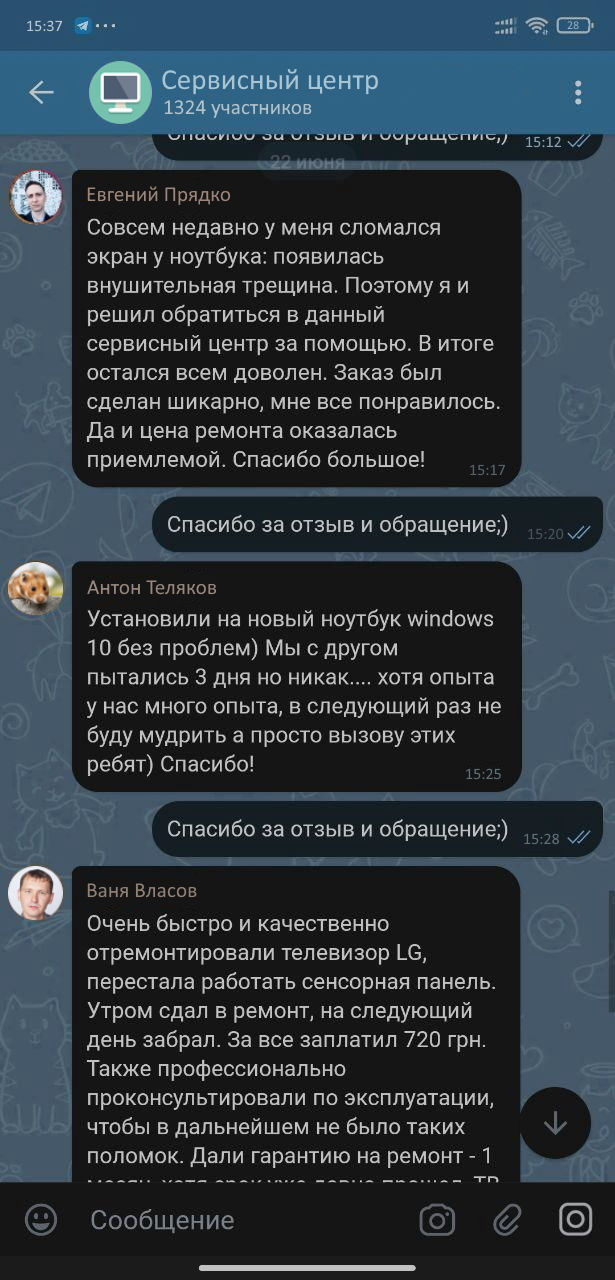 15:37
28
Сервисный центр
1324 участников
Спасибо за отзыв и обращение;)
15:12
22 июня
Евгений Прядко
Совсем недавно у меня сломался
экран у ноутбука: появилась
внушительная трещина. Поэтому я и
решил обратиться в данный
сервисный центр за помощью. В итоге
остался всем доволен. Заказ был
сделан шикарно, мне все понравилось.
Да и цена ремонта оказалась
приемлемой. Спасибо большое!
15:17
Спасибо за отзыв и обращение;)
15:20
Антон Теляков
Установили на новый ноутбук windows
10 без проблем) Мы с другом
пытались 3 дня но никак.... хотя опыта
у нас много опыта, в следующий раз не
буду мудрить а просто вызову этих
ребят) Спасибо!
15:25
Спасибо за отзыв и обращение;)
15:28
Ваня Власов
Очень быстро и качественно
отремонтировали телевизор LG,
перестала работать сенсорная панель.
Утром сдал в ремонт, на следующий
день забрал. За все заплатил 720 грн.
Также профессионально
проконсультировали по эксплуатации,
чтобы в дальнейшем не было таких
поломок. Дали гарантию на ремонт - 1
месяц, хотя срок уже давно прошел, ТВ
Сообщение